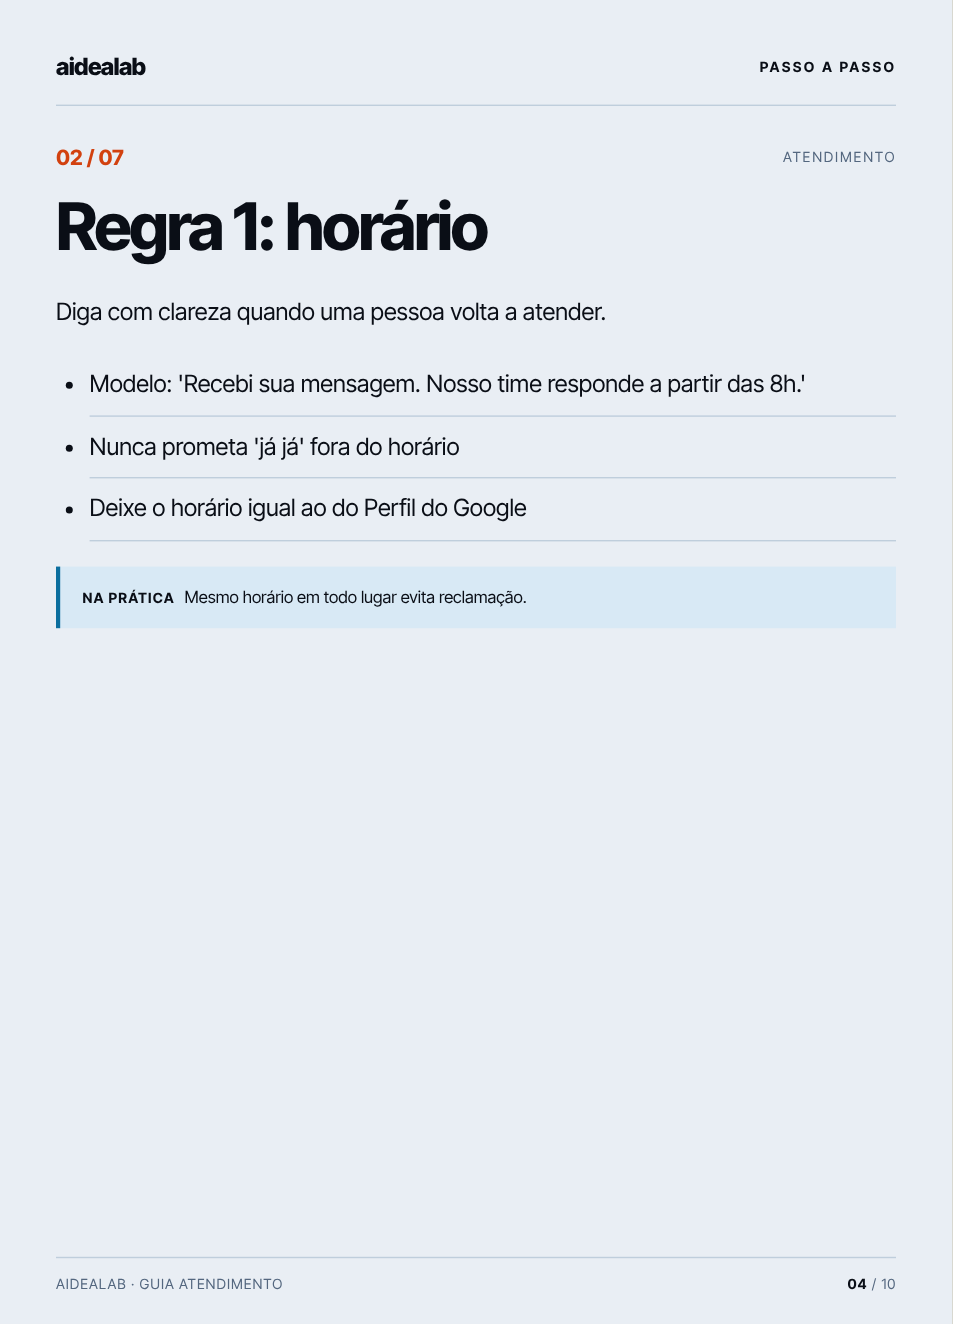 aidealab
PASSO A PASSO
02 / 07
ATENDIMENTO
Regra 1: horário
Diga com clareza quando uma pessoa volta a atender.
• Modelo: 'Recebi sua mensagem. Nosso time responde a partir das 8h.'
• Nunca prometa 'já já' fora do horário
• Deixe o horário igual ao do Perfil do Google
NA PRÁTICA Mesmo horário em todo lugar evita reclamação.
AIDEALAB · GUIA ATENDIMENTO
04 / 10